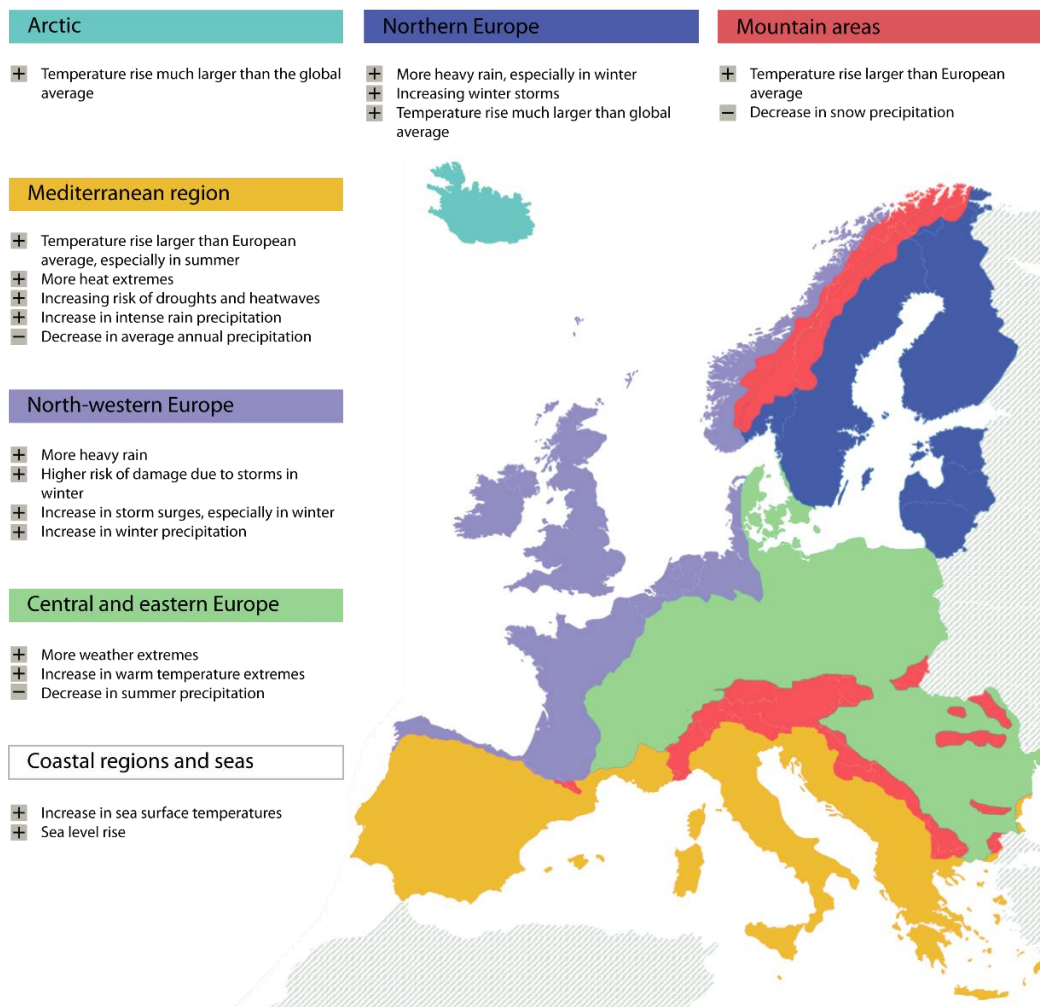 Arctic
+ Temperature rise much larger than the global
average
Northern Europe
+ More heavy rain, especially in winter
+ Increasing winter storms
+ Temperature rise much larger than global
average
Mountain areas
+ Temperature rise larger than European
average
− Decrease in snow precipitation
Mediterranean region
+ Temperature rise larger than European
average, especially in summer
+ More heat extremes
+ Increasing risk of droughts and heatwaves
+ Increase in intense rain precipitation
− Decrease in average annual precipitation
North-western Europe
+ More heavy rain
+ Higher risk of damage due to storms in
winter
+ Increase in storm surges, especially in winter
+ Increase in winter precipitation
Central and eastern Europe
+ More weather extremes
+ Increase in warm temperature extremes
− Decrease in summer precipitation
Coastal regions and seas
+ Increase in sea surface temperatures
+ Sea level rise